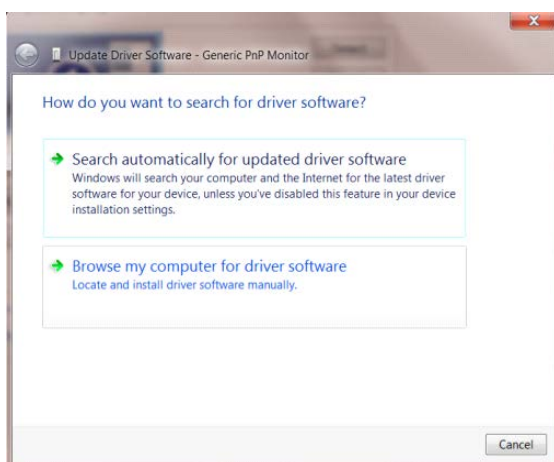 Update Driver Software - Generic PnP Monitor
How do you want to search for driver software?
Search automatically for updated driver software
Windows will search your computer and the Internet for the latest driver
software for your device, unless you've disabled this feature in your device
installation settings.
Browse my computer for driver software
Locate and install driver software manually.
Cancel